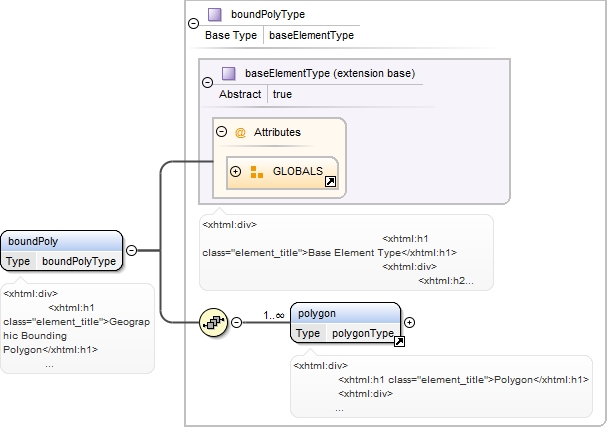 boundPolyType
Base Type baseElementType
baseElementType (extension base)
Abstract true
@ Attributes
GLOBALS
<xhtml:div>
<xhtml:h1
class="element_title">Base Element Type</xhtml:h1>
<xhtml:div>
<xhtml:h2...
boundPoly
Type boundPolyType
<xhtml:div>
<xhtml:h1
class="element_title">Geograp
hic Bounding
Polygon</xhtml:h1>
...
1..∞
polygon
Type polygonType
<xhtml:div>
<xhtml:h1 class="element_title">Polygon</xhtml:h1>
<xhtml:div>
...